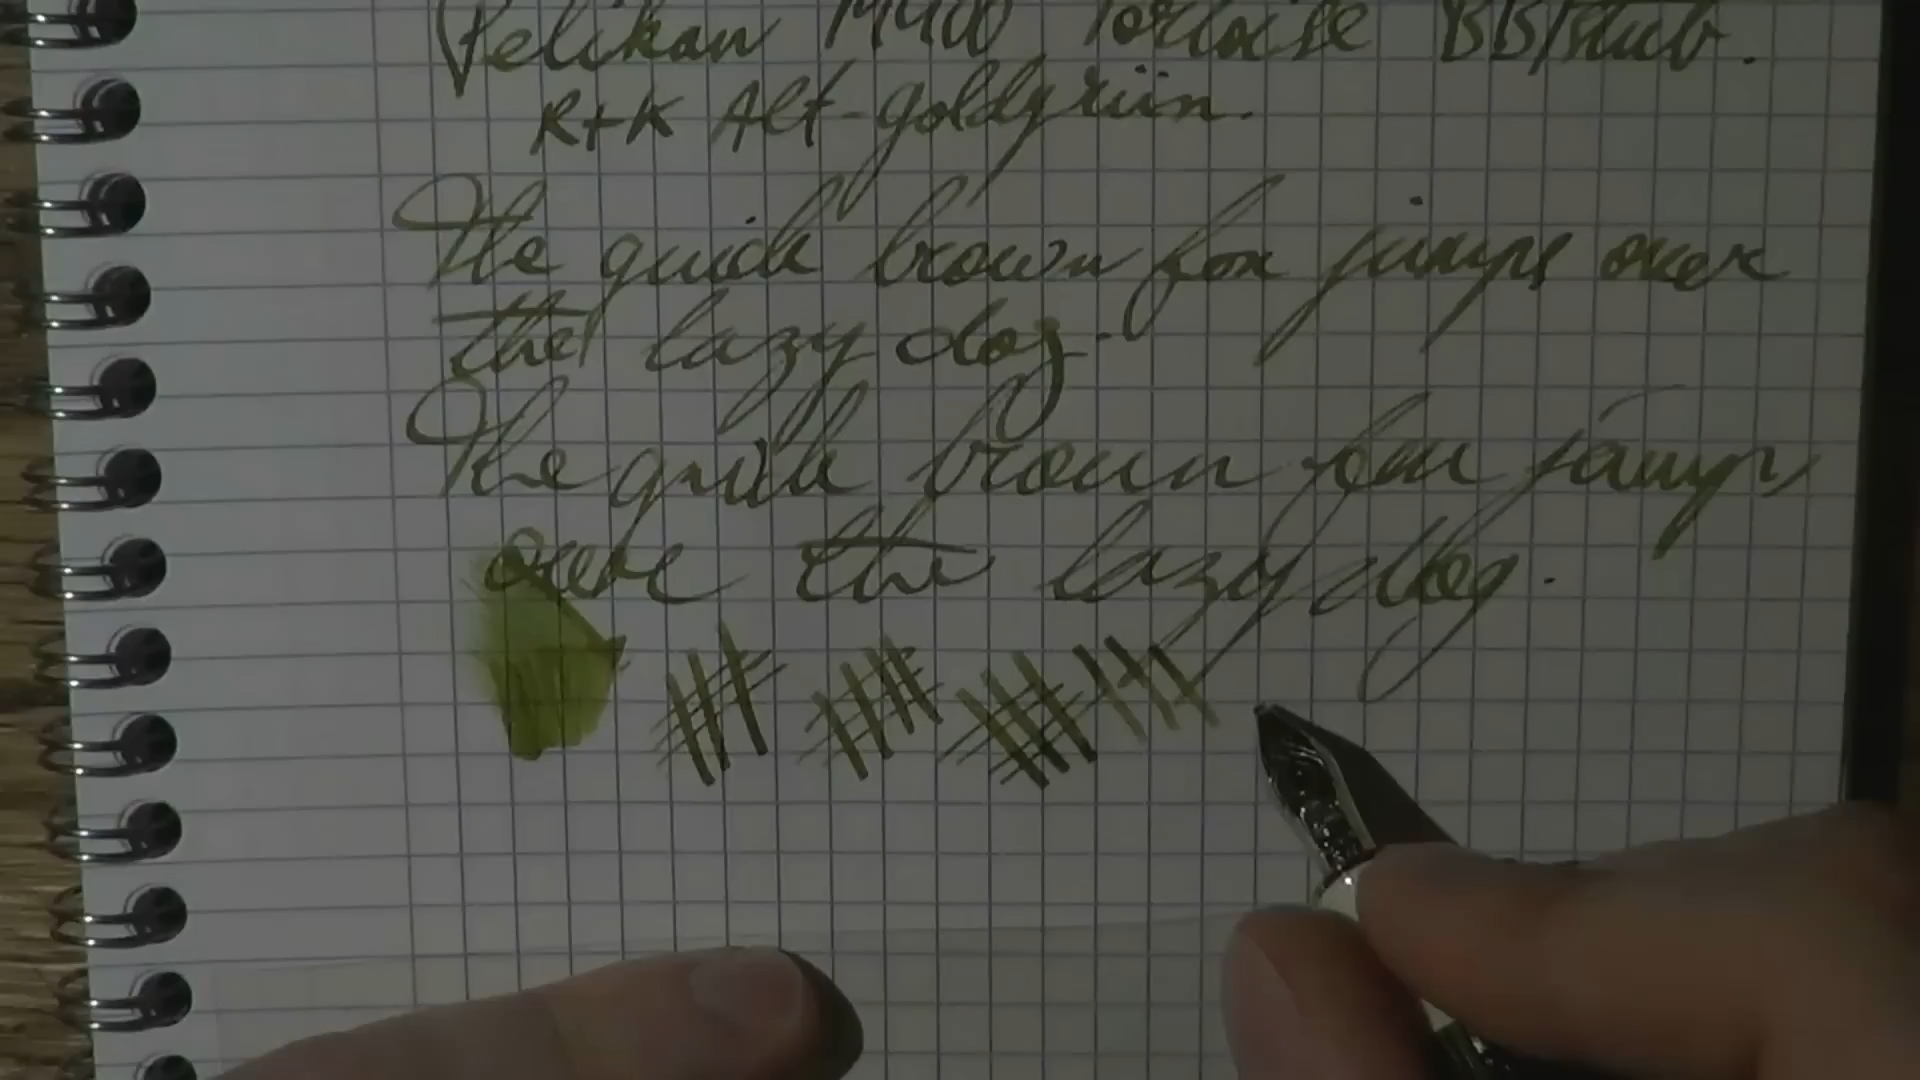 Pelikan M400 Tortoise BB/stub.
R+K Alt-goldgrün.
The quick brown fox jumps over
the lazy dog.
The quick brown fox jumps
over the lazy dog.